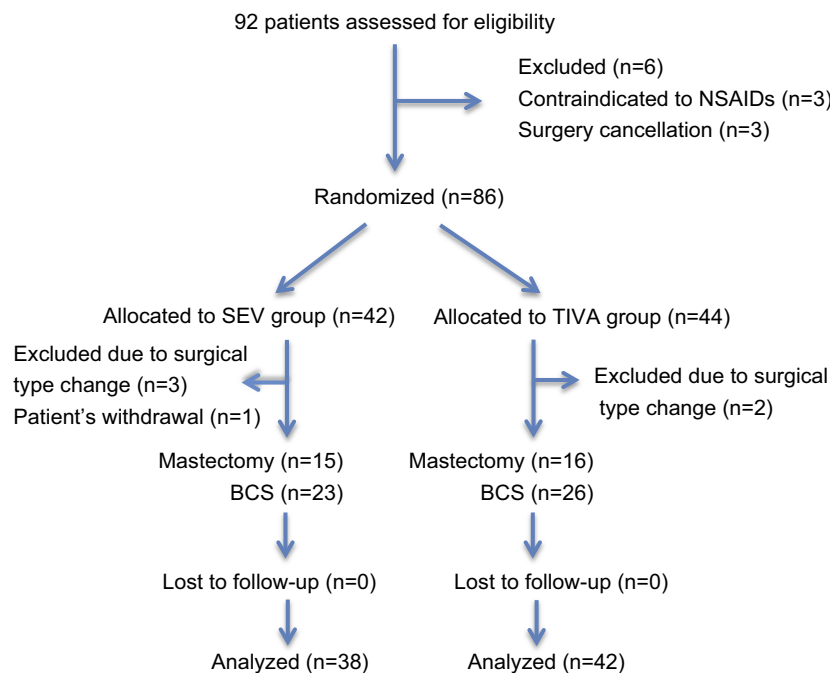 92 patients assessed for eligibility
Excluded (n=6)
Contraindicated to NSAIDs (n=3)
Surgery cancellation (n=3)
Randomized (n=86)
Allocated to SEV group (n=42)
Allocated to TIVA group (n=44)
Excluded due to surgical
type change (n=3)
Patient’s withdrawal (n=1)
Excluded due to surgical
type change (n=2)
Mastectomy (n=15)
BCS (n=23)
Mastectomy (n=16)
BCS (n=26)
Lost to follow-up (n=0)
Lost to follow-up (n=0)
Analyzed (n=38)
Analyzed (n=42)